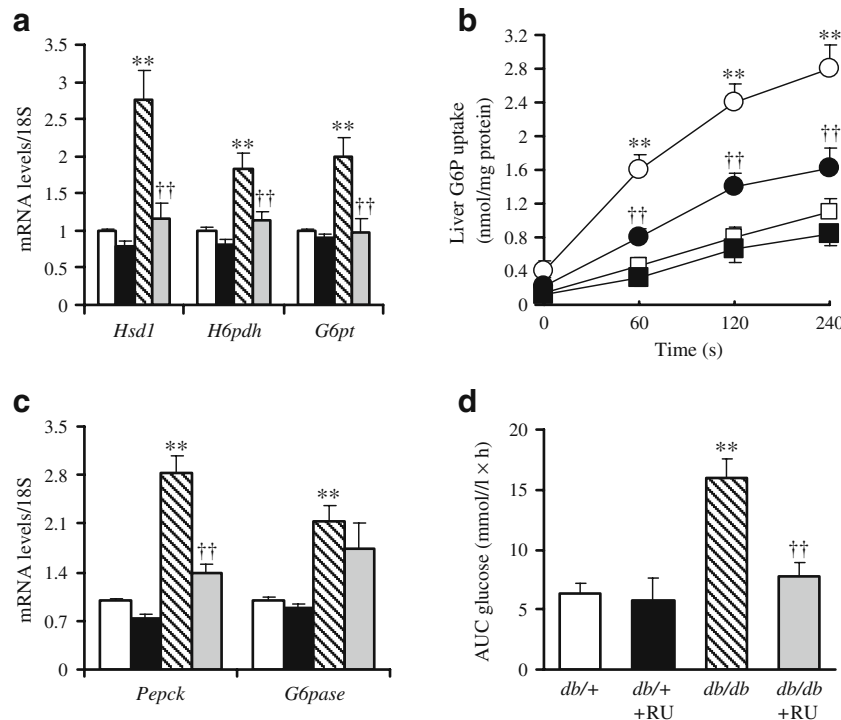 a
mRNA levels/18S
3.5
3
2.5
2
1.5
1
0.5
0
**
††
**
††
**
††
Hsd1
H6pdh
G6pt
b
Liver G6P uptake
(nmol/mg protein)
3.2
2.8
2.4
2
1.6
1.2
0.8
0.4
0
**
**
**
††
††
††
0
60
120
240
Time (s)
c
mRNA levels/18S
3.5
2.8
2.1
1.4
0.7
0
**
††
**
Pepck
G6pase
d
AUC glucose (mmol//l × h)
20
15
10
5
0
**
††
db/+
db/+
+RU
db/db
db/db
+RU